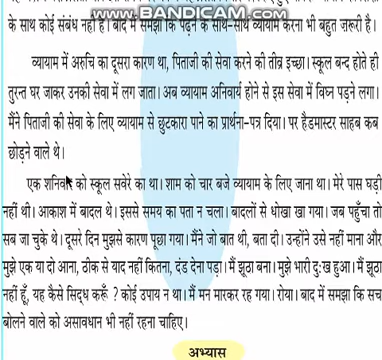 www.BANDICAM.com
के साथ कोई संबंध नहीं है। बाद में समझा कि पढ़ने के साथ-साथ व्यायाम करना भी बहुत जरूरी है।
व्यायाम में अरुचि का दूसरा कारण था, पिताजी की सेवा करने की तीव्र इच्छा। स्कूल बन्द होते ही
तुरन्त घर जाकर उनकी सेवा में लग जाता। अब व्यायाम अनिवार्य होने से इस सेवा में विघ्न पड़ने लगा।
मैंने पिताजी की सेवा के लिए व्यायाम से छुटकारा पाने का प्रार्थना-पत्र दिया। पर हैडमास्टर साहब कब
छोड़ने वाले थे।
एक शनिवार को स्कूल सवेरे का था। शाम को चार बजे व्यायाम के लिए जाना था। मेरे पास घड़ी
नहीं थी। आकाश में बादल थे। इससे समय का पता न चला। बादलों से धोखा खा गया। जब पहुँचा तो
सब जा चुके थे। दूसरे दिन मुझसे कारण पूछा गया। मैंने जो बात थी, बता दी। उन्होंने उसे नहीं माना और
मुझे एक या दो आना, ठीक से याद नहीं कितना, दंड देना पड़ा। मैं झूठा बना। मुझे भारी दुःख हुआ। मैं झूठा
नहीं हूँ, यह कैसे सिद्ध करूँ ? कोई उपाय न था। मैं मन मारकर रह गया। रोया। बाद में समझा कि सच
बोलने वाले को असावधान भी नहीं रहना चाहिए।
अभ्यास